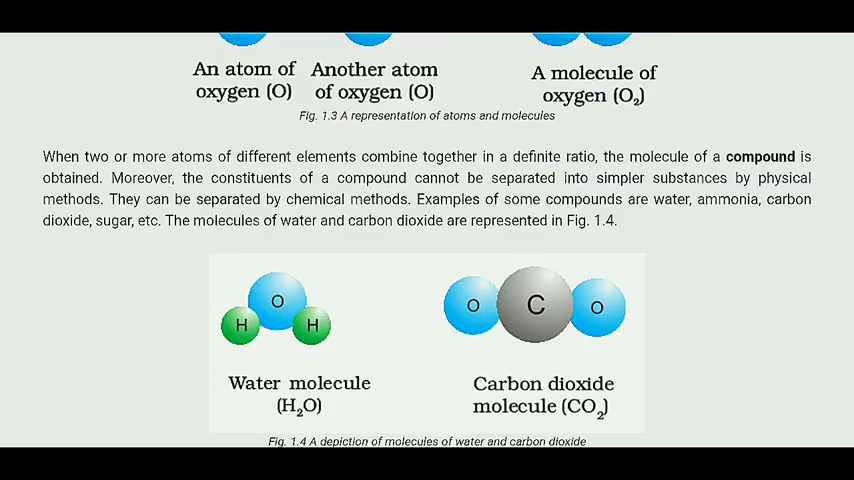 An atom of Another atom A molecule of
oxygen (O) of oxygen (O) oxygen (O₂)
Fig. 1.3 A representation of atoms and molecules
When two or more atoms of different elements combine together in a definite ratio, the molecule of a compound is
obtained. Moreover, the constituents of a compound cannot be separated into simpler substances by physical
methods. They can be separated by chemical methods. Examples of some compounds are water, ammonia, carbon
dioxide, sugar, etc. The molecules of water and carbon dioxide are represented in Fig. 1.4.
O
H H
O C O
Water molecule
(H₂O)
Carbon dioxide
molecule (CO₂)
Fig. 1.4 A depiction of molecules of water and carbon dioxide